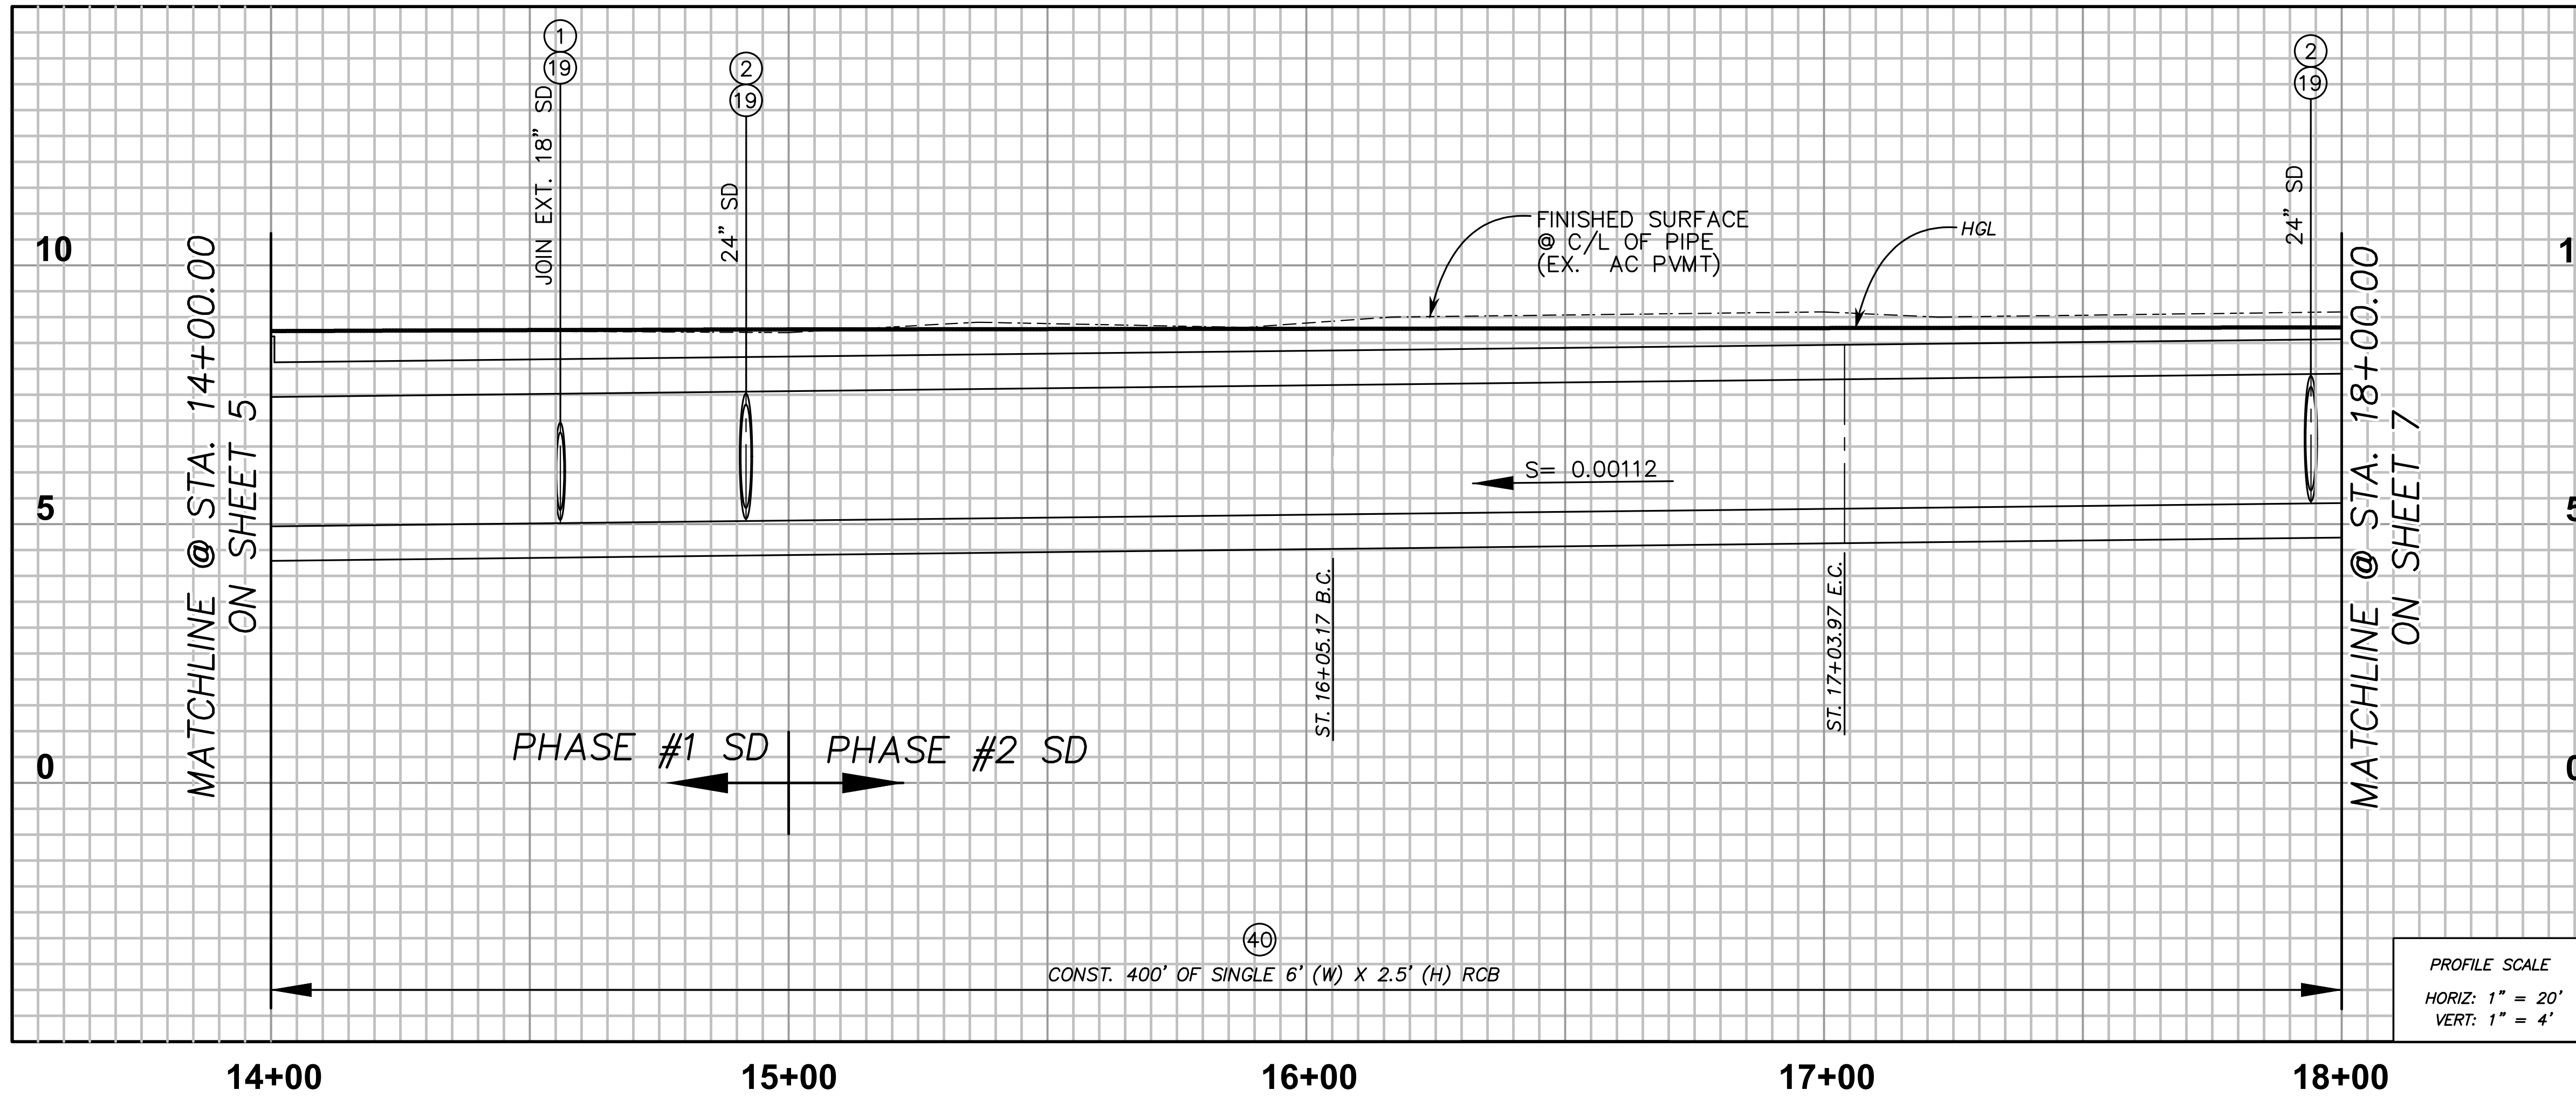 1
19
JOIN EXT. 18" SD
2
19
24" SD
2
19
24" SD
FINISHED SURFACE
@ C/L OF PIPE
(EX. AC PVMT)
HGL
10
5
0
1
5
0
MATCHLINE @ STA. 14+00.00
ON SHEET 5
MATCHLINE @ STA. 18+00.00
ON SHEET 7
S= 0.00112
ST. 16+05.17 B.C.
ST. 17+03.97 E.C.
PHASE #1 SD
PHASE #2 SD
40
CONST. 400' OF SINGLE 6' (W) X 2.5' (H) RCB
PROFILE SCALE
HORIZ: 1" = 20'
VERT: 1" = 4'
14+00
15+00
16+00
17+00
18+00